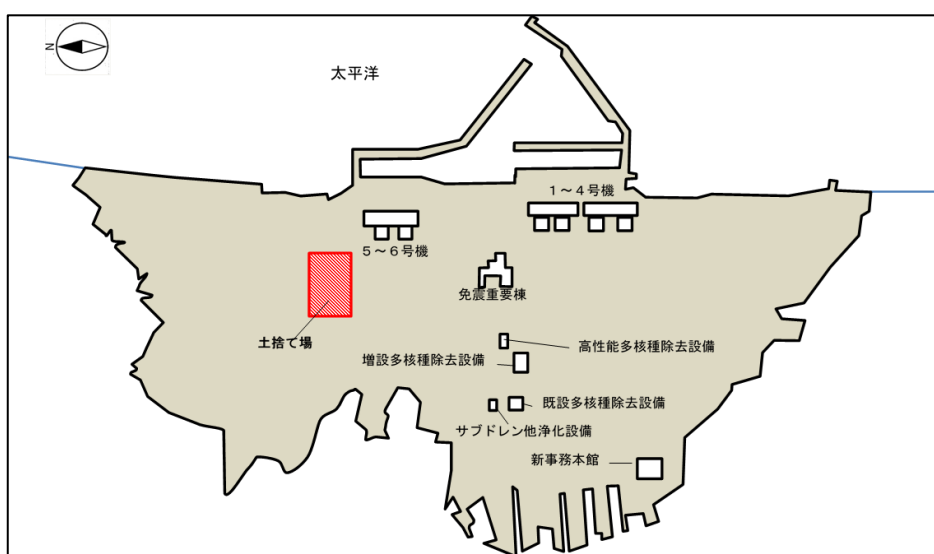 N
太平洋
1~4号機
5~6号機
免震重要棟
土捨て場
高性能多核種除去設備
増設多核種除去設備
既設多核種除去設備
サブドレン他浄化設備
新事務本館